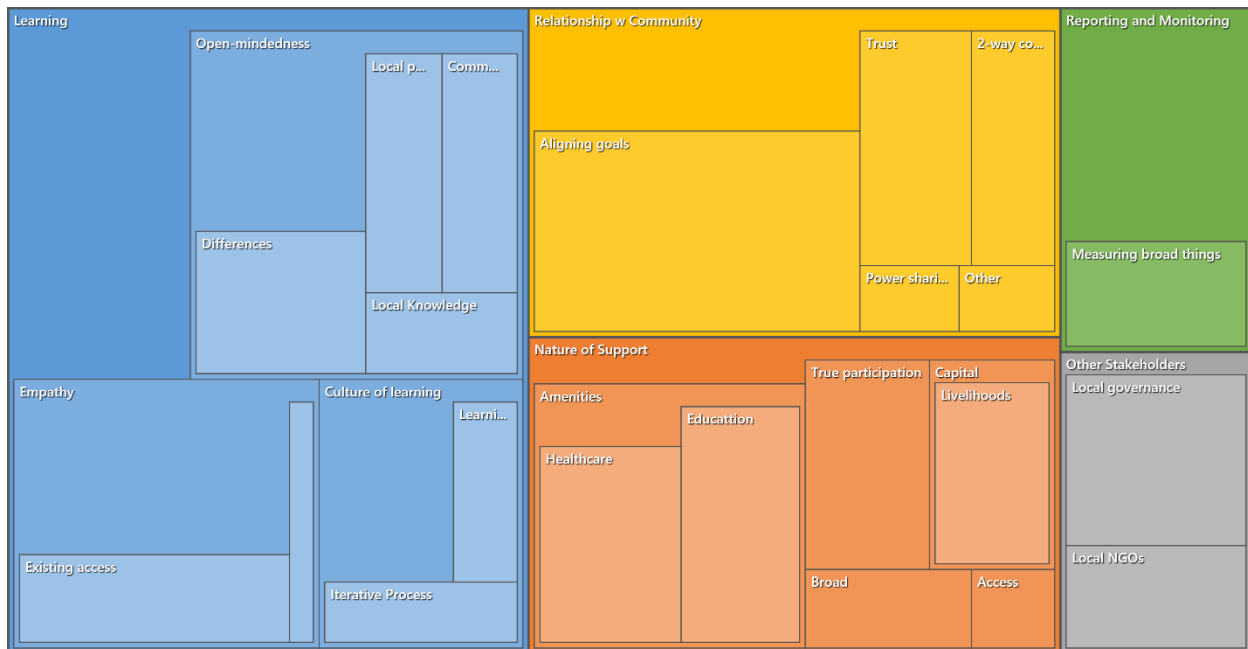 Learning
Open-mindedness
Local p...
Comm...
Differences
Local Knowledge
Empathy
Existing access
Culture of learning
Learni...
Iterative Process
Relationship w Community
Aligning goals
Trust
2-way co...
Power shari...
Other
Nature of Support
Amenities
Healthcare
Educattion
True participation
Capital
Livelihoods
Broad
Access
Reporting and Monitoring
Measuring broad things
Other Stakeholders
Local governance
Local NGOs